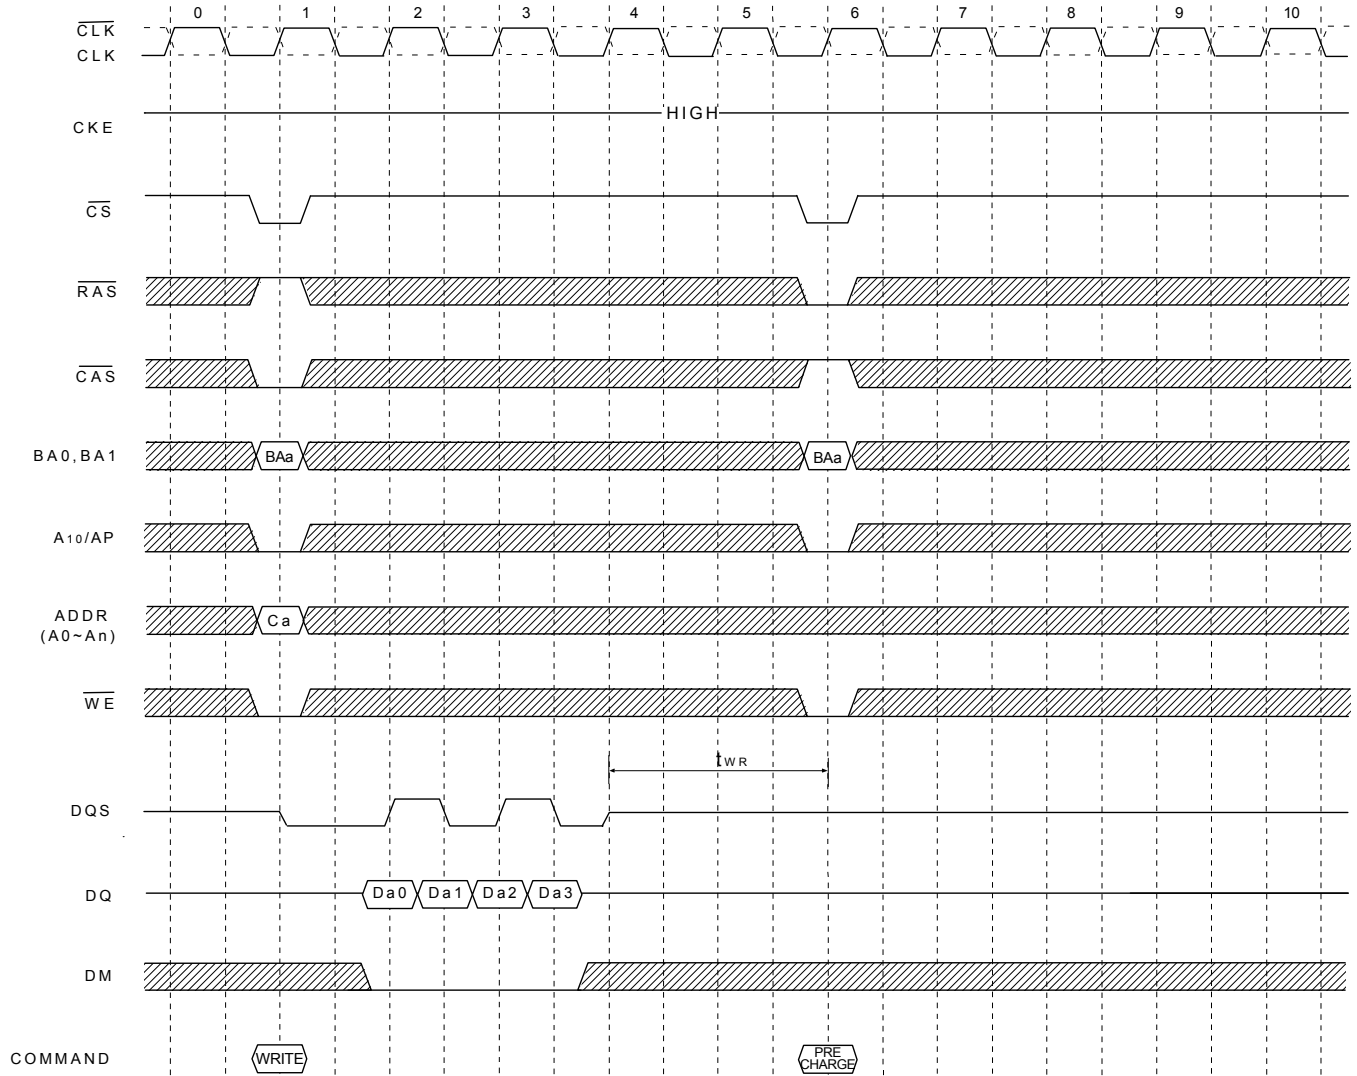 0 1 2 3 4 5 6 7 8 9 10
CLK
CLK
HIGH
CKE
CS
RAS
CAS
BA0,BA1 BAa BAa
A10/AP
ADDR Ca
(A0~An)
WE
tWR
DQS
DQ Da0 Da1 Da2 Da3
DM
COMMAND WRITE PRE
CHARGE